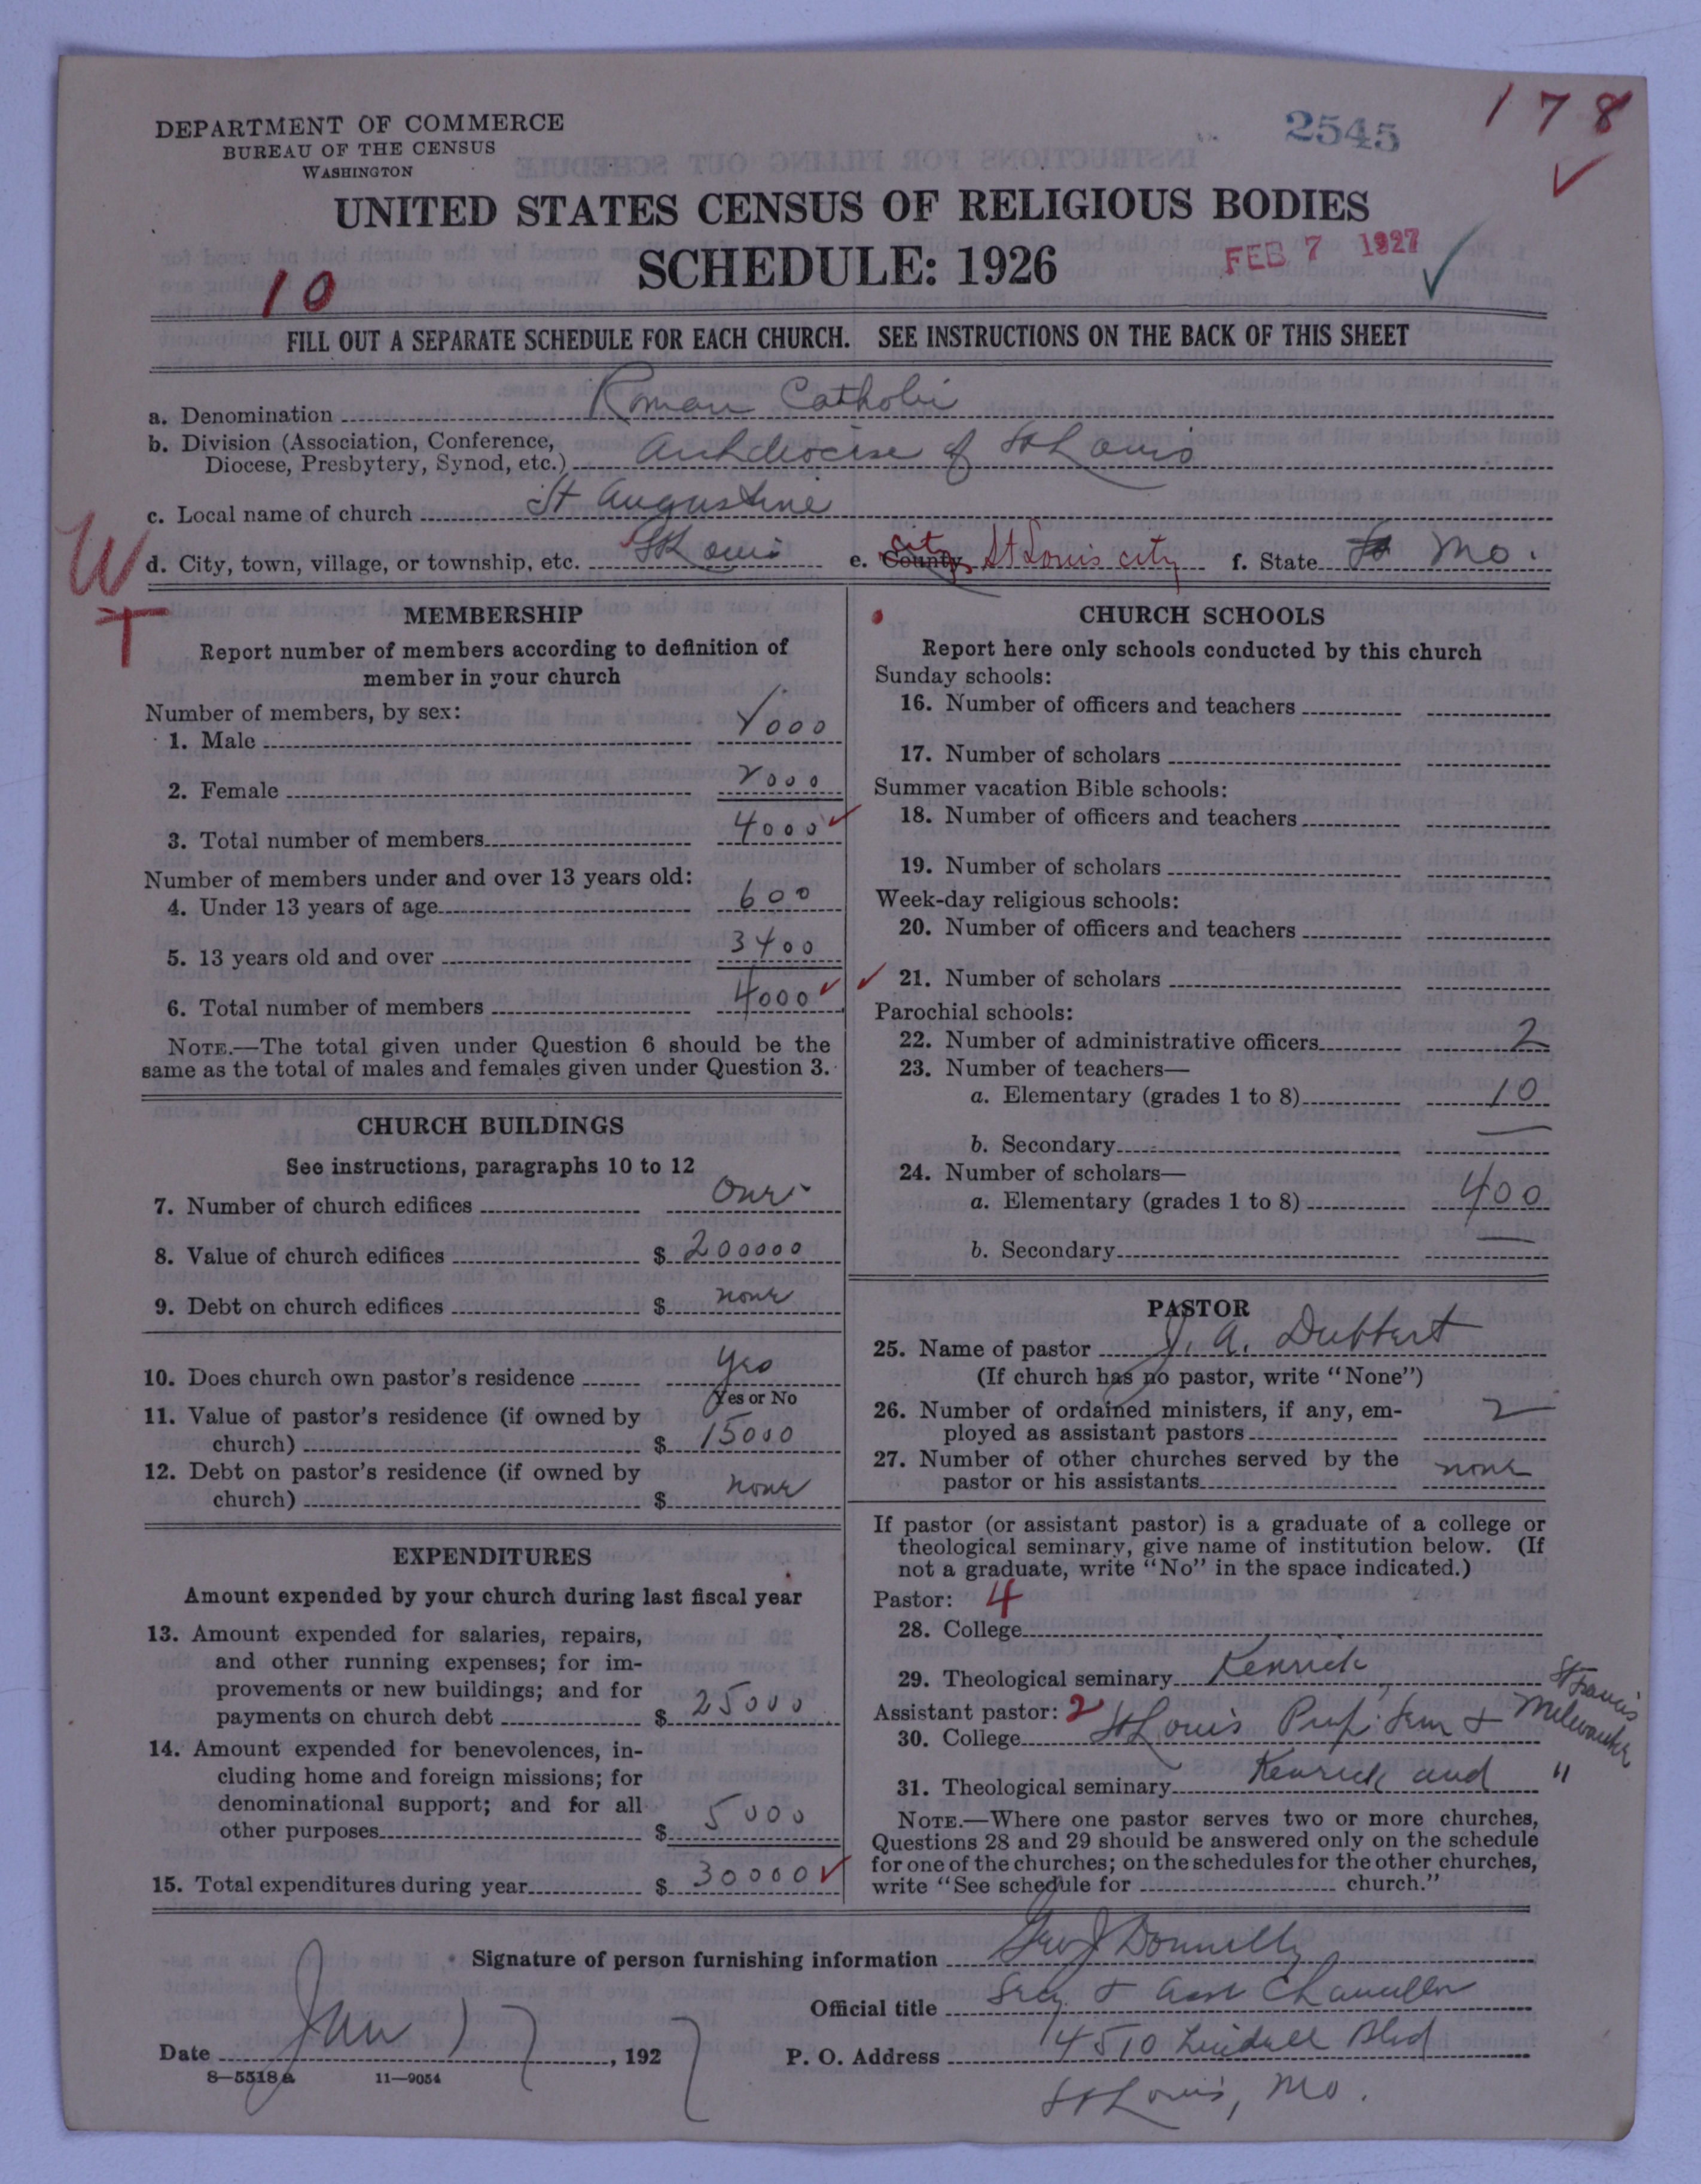 DEPARTMENT OF COMMERCE
BUREAU OF THE CENSUS
WASHINGTON
2545
178
UNITED STATES CENSUS OF RELIGIOUS BODIES
SCHEDULE: 1926
FEB 7 1927
10
FILL OUT A SEPARATE SCHEDULE FOR EACH CHURCH. SEE INSTRUCTIONS ON THE BACK OF THIS SHEET
a. Denomination Roman Catholic
b. Division (Association, Conference,
Diocese, Presbytery, Synod, etc.) Archdiocese of St Louis
c. Local name of church St Augustine
d. City, town, village, or township, etc. St Louis e. County city St Louis city f. State Mo.
W
T
MEMBERSHIP
Report number of members according to definition of
member in your church
Number of members, by sex:
1. Male 2000
2. Female 2000
3. Total number of members 4000
Number of members under and over 13 years old:
4. Under 13 years of age 600
5. 13 years old and over 3400
6. Total number of members 4000
NOTE.—The total given under Question 6 should be the
same as the total of males and females given under Question 3.
CHURCH BUILDINGS
See instructions, paragraphs 10 to 12
7. Number of church edifices One
8. Value of church edifices $ 200000
9. Debt on church edifices $ none
10. Does church own pastor's residence yes
Yes or No
11. Value of pastor's residence (if owned by
church) $ 15000
12. Debt on pastor's residence (if owned by
church) $ none
EXPENDITURES
Amount expended by your church during last fiscal year
13. Amount expended for salaries, repairs,
and other running expenses; for im-
provements or new buildings; and for
payments on church debt $ 25000
14. Amount expended for benevolences, in-
cluding home and foreign missions; for
denominational support; and for all
other purposes $ 5000
15. Total expenditures during year $ 30000
CHURCH SCHOOLS
Report here only schools conducted by this church
Sunday schools:
16. Number of officers and teachers
17. Number of scholars
Summer vacation Bible schools:
18. Number of officers and teachers
19. Number of scholars
Week-day religious schools:
20. Number of officers and teachers
21. Number of scholars
Parochial schools:
22. Number of administrative officers 2
23. Number of teachers—
a. Elementary (grades 1 to 8) 10
b. Secondary —
24. Number of scholars—
a. Elementary (grades 1 to 8) 400
b. Secondary —
PASTOR
25. Name of pastor J. A. Dubbert
(If church has no pastor, write "None")
26. Number of ordained ministers, if any, em-
ployed as assistant pastors 2
27. Number of other churches served by the
pastor or his assistants none
If pastor (or assistant pastor) is a graduate of a college or
theological seminary, give name of institution below. (If
not a graduate, write "No" in the space indicated.)
Pastor: 4
28. College
29. Theological seminary Kenrick
Assistant pastor: 2
30. College St Louis Prep. Sem + St Francis Milwaukee
31. Theological seminary Kenrick and "
NOTE.—Where one pastor serves two or more churches,
Questions 28 and 29 should be answered only on the schedule
for one of the churches; on the schedules for the other churches,
write "See schedule for church."
Signature of person furnishing information Geo J Donnelly
Official title Secy. & Asst Chancellor
Date Jan 17, 1927 P. O. Address 4510 Lindell Blvd
8—5518a 11—9054
St Louis, Mo.